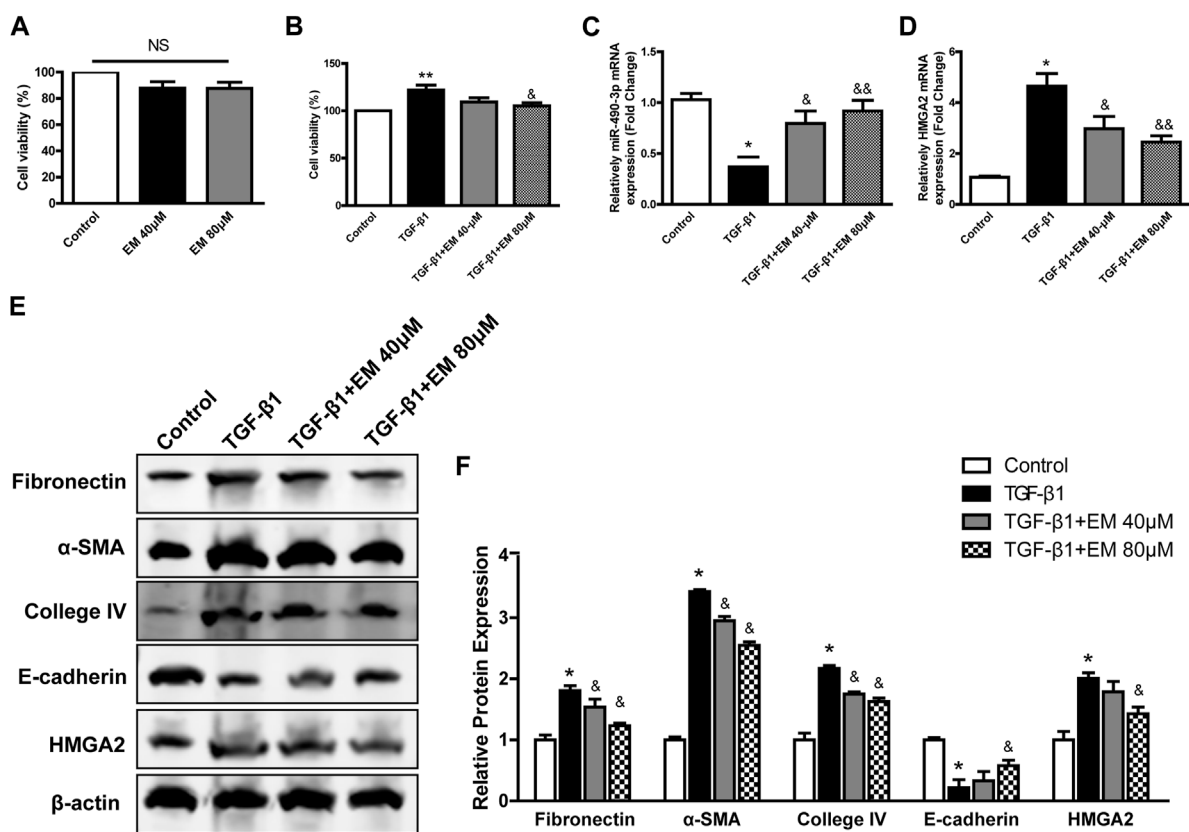 A
NS
Cell viability (%)
100
80
60
40
20
0
Control
EM 40μM
EM 80μM
B
Cell viability (%)
150
100
50
0
**
&
Control
TGF-β1
TGF-β1+EM 40-μM
TGF-β1+EM 80μM
C
Relatively miR-490-3p mRNA
expression (Fold Change)
1.5
1.0
0.5
0.0
*
&
&&
Control
TGF-β1
TGF-β1+EM 40-μM
TGF-β1+EM 80μM
D
Relatively HMGA2 mRNA
expression (Fold Change)
6
4
2
0
*
&
&&
Control
TGF-β1
TGF-β1+EM 40μM
TGF-β1+EM 80μM
E
Control
TGF-β1
TGF-β1+EM 40μM
TGF-β1+EM 80μM
Fibronectin
α-SMA
College IV
E-cadherin
HMGA2
β-actin
F
Control
TGF-β1
TGF-β1+EM 40μM
TGF-β1+EM 80μM
Relative Protein Expression
4
3
2
1
0
* & &
* & &
* & &
* &
* &
Fibronectin
α-SMA
College IV
E-cadherin
HMGA2